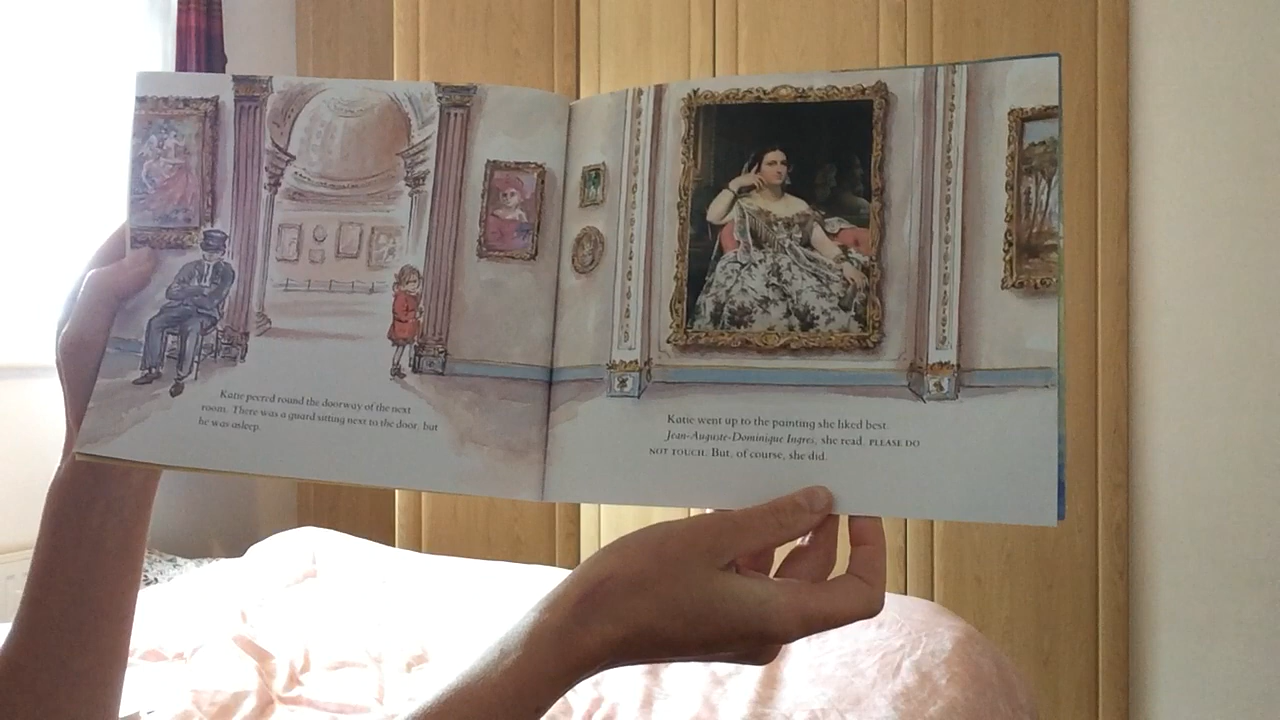 Katie peered round the doorway of the next
room. There was a guard sitting next to the door, but
he was asleep.
Katie went up to the painting she liked best.
Jean-Auguste-Dominique Ingres, she read. PLEASE DO
NOT TOUCH. But, of course, she did.